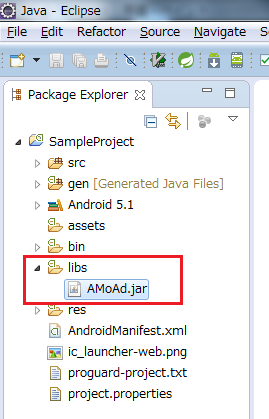 Java - Eclipse
File Edit Refactor Source Navigate
Package Explorer
SampleProject
src
gen [Generated Java Files]
Android 5.1
assets
bin
libs
AMoAd.jar
res
AndroidManifest.xml
ic_launcher-web.png
proguard-project.txt
project.properties